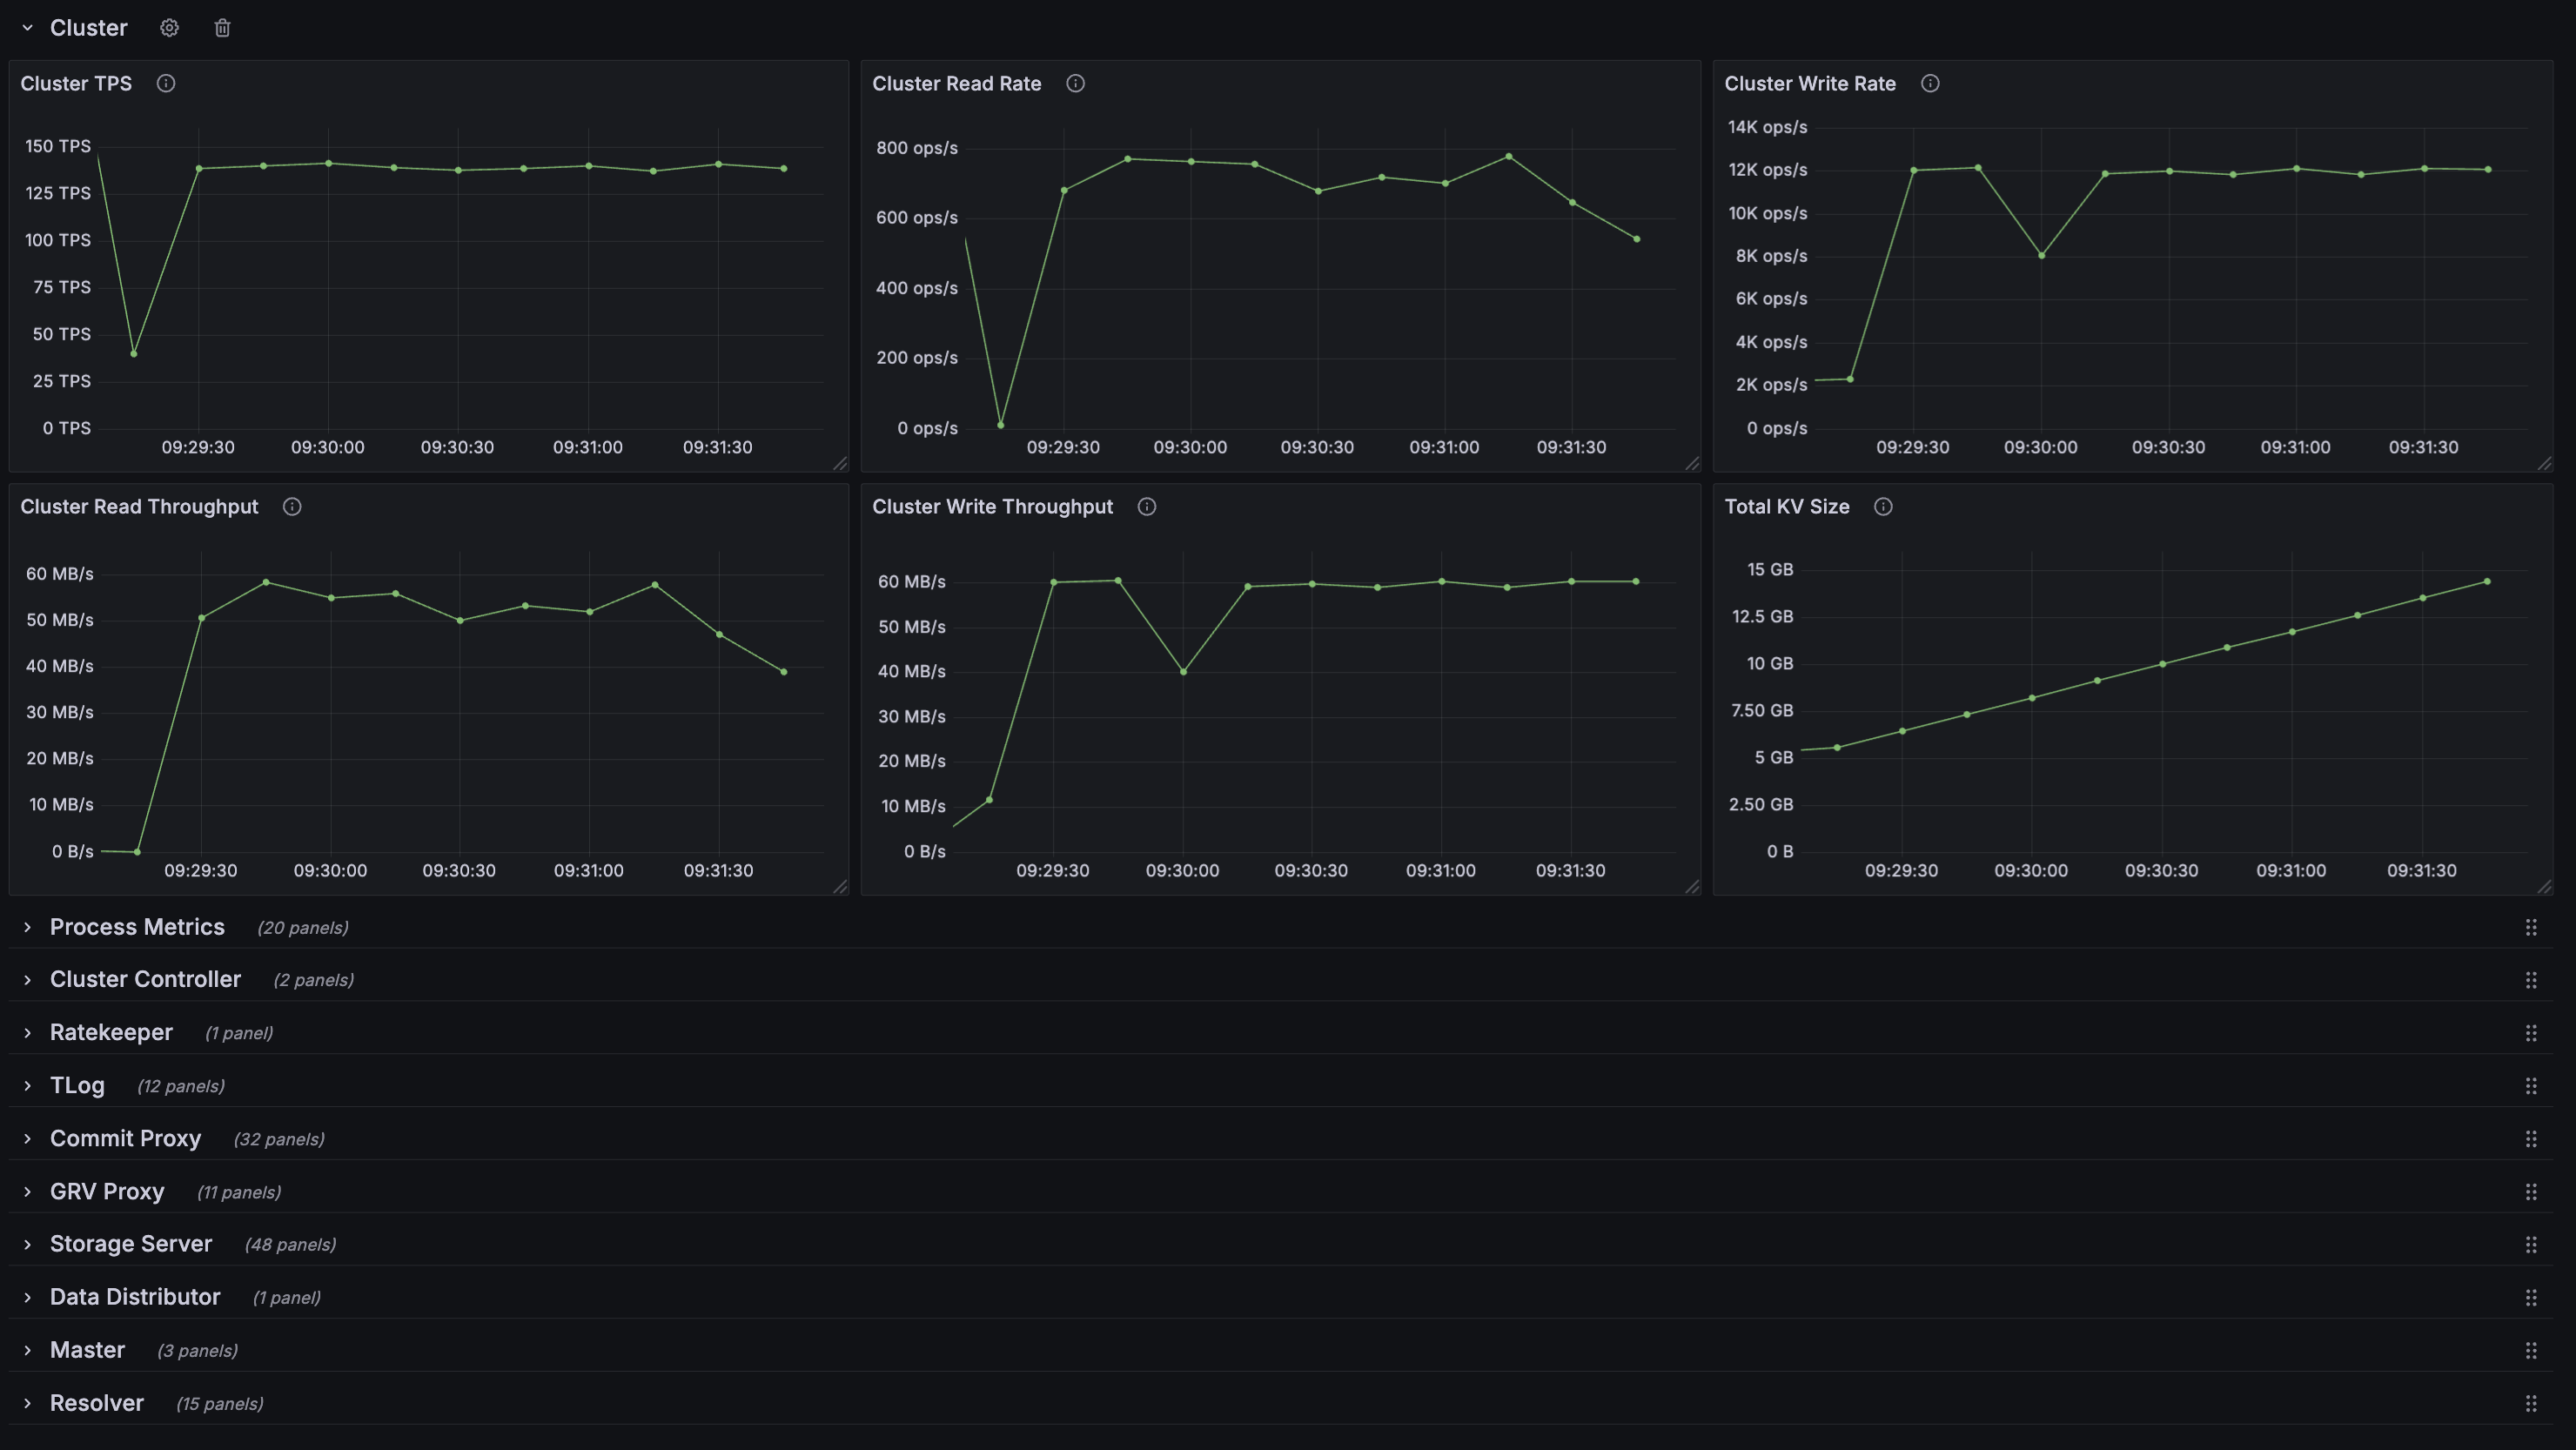 Cluster
Cluster TPS
150 TPS
125 TPS
100 TPS
75 TPS
50 TPS
25 TPS
0 TPS
09:29:30 09:30:00 09:30:30 09:31:00 09:31:30
Cluster Read Rate
800 ops/s
600 ops/s
400 ops/s
200 ops/s
0 ops/s
09:29:30 09:30:00 09:30:30 09:31:00 09:31:30
Cluster Write Rate
14K ops/s
12K ops/s
10K ops/s
8K ops/s
6K ops/s
4K ops/s
2K ops/s
0 ops/s
09:29:30 09:30:00 09:30:30 09:31:00 09:31:30
Cluster Read Throughput
60 MB/s
50 MB/s
40 MB/s
30 MB/s
20 MB/s
10 MB/s
0 B/s
09:29:30 09:30:00 09:30:30 09:31:00 09:31:30
Cluster Write Throughput
60 MB/s
50 MB/s
40 MB/s
30 MB/s
20 MB/s
10 MB/s
0 B/s
09:29:30 09:30:00 09:30:30 09:31:00 09:31:30
Total KV Size
15 GB
12.5 GB
10 GB
7.50 GB
5 GB
2.50 GB
0 B
09:29:30 09:30:00 09:30:30 09:31:00 09:31:30
Process Metrics (20 panels)
Cluster Controller (2 panels)
Ratekeeper (1 panel)
TLog (12 panels)
Commit Proxy (32 panels)
GRV Proxy (11 panels)
Storage Server (48 panels)
Data Distributor (1 panel)
Master (3 panels)
Resolver (15 panels)